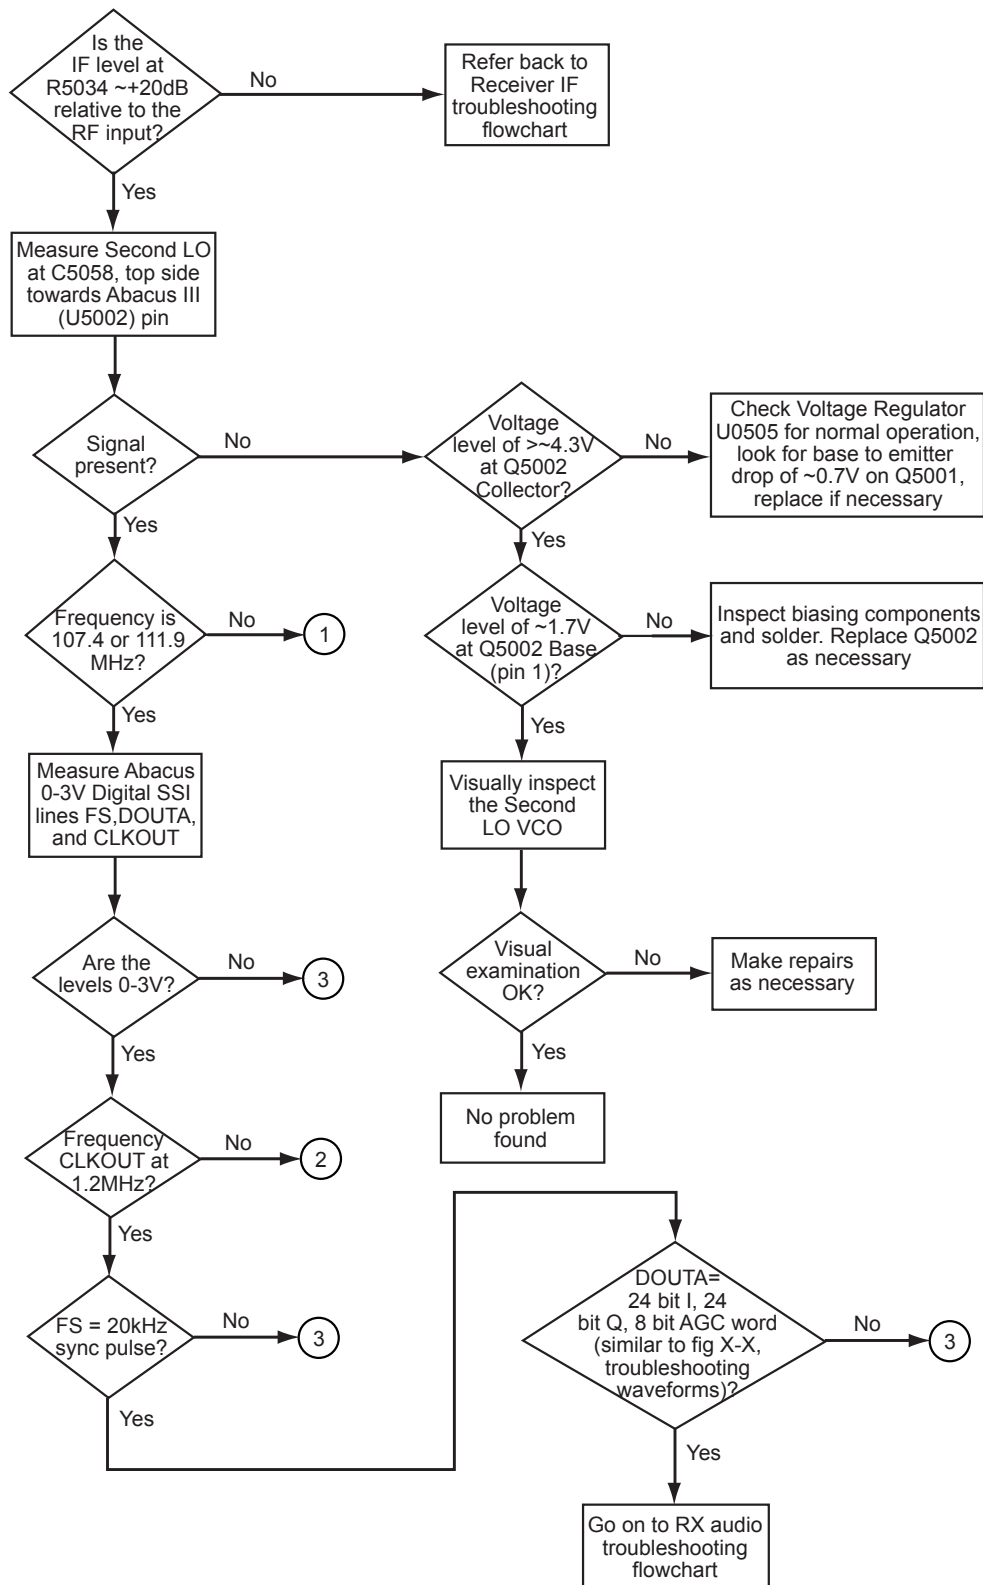 Is the
IF level at
R5034 ~+20dB
relative to the
RF input?
No
Refer back to
Receiver IF
troubleshooting
flowchart
Yes
Measure Second LO
at C5058, top side
towards Abacus III
(U5002) pin
Signal
present?
No
Voltage
level of >~4.3V
at Q5002
Collector?
No
Check Voltage Regulator
U0505 for normal operation,
look for base to emitter
drop of ~0.7V on Q5001,
replace if necessary
Yes
Yes
Frequency is
107.4 or 111.9
MHz?
No
1
Voltage
level of ~1.7V
at Q5002 Base
(pin 1)?
No
Inspect biasing components
and solder. Replace Q5002
as necessary
Yes
Yes
Measure Abacus
0-3V Digital SSI
lines FS,DOUTA,
and CLKOUT
Visually inspect
the Second
LO VCO
Are the
levels 0-3V?
No
3
Visual
examination
OK?
No
Make repairs
as necessary
Yes
Yes
Frequency
CLKOUT at
1.2MHz?
No
2
No problem
found
Yes
FS = 20kHz
sync pulse?
No
3
DOUTA=
24 bit I, 24
bit Q, 8 bit AGC word
(similar to fig X-X,
troubleshooting
waveforms)?
No
3
Yes
Yes
Go on to RX audio
troubleshooting
flowchart